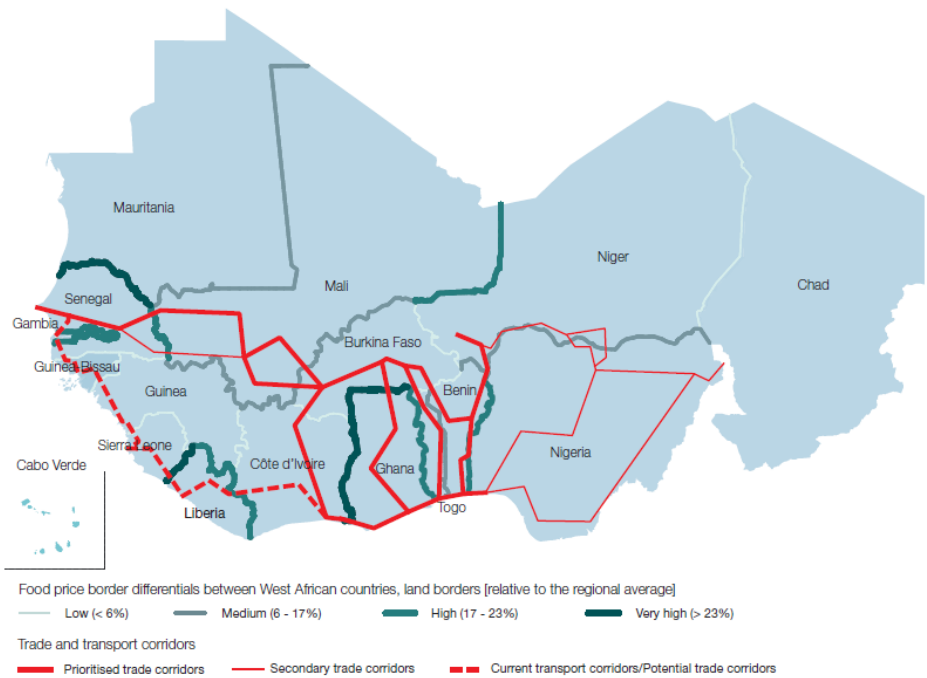 Mauritania
Niger
Mali
Chad
Senegal
Gambia
Burkina Faso
Guinea-Bissau
Guinea
Benin
Sierra Leone
Nigeria
Cabo Verde
Côte d'Ivoire
Ghana
Togo
Liberia
Food price border differentials between West African countries, land borders [relative to the regional average]
Low (< 6%) Medium (6 - 17%) High (17 - 23%) Very high (> 23%)
Trade and transport corridors
Prioritised trade corridors Secondary trade corridors Current transport corridors/Potential trade corridors